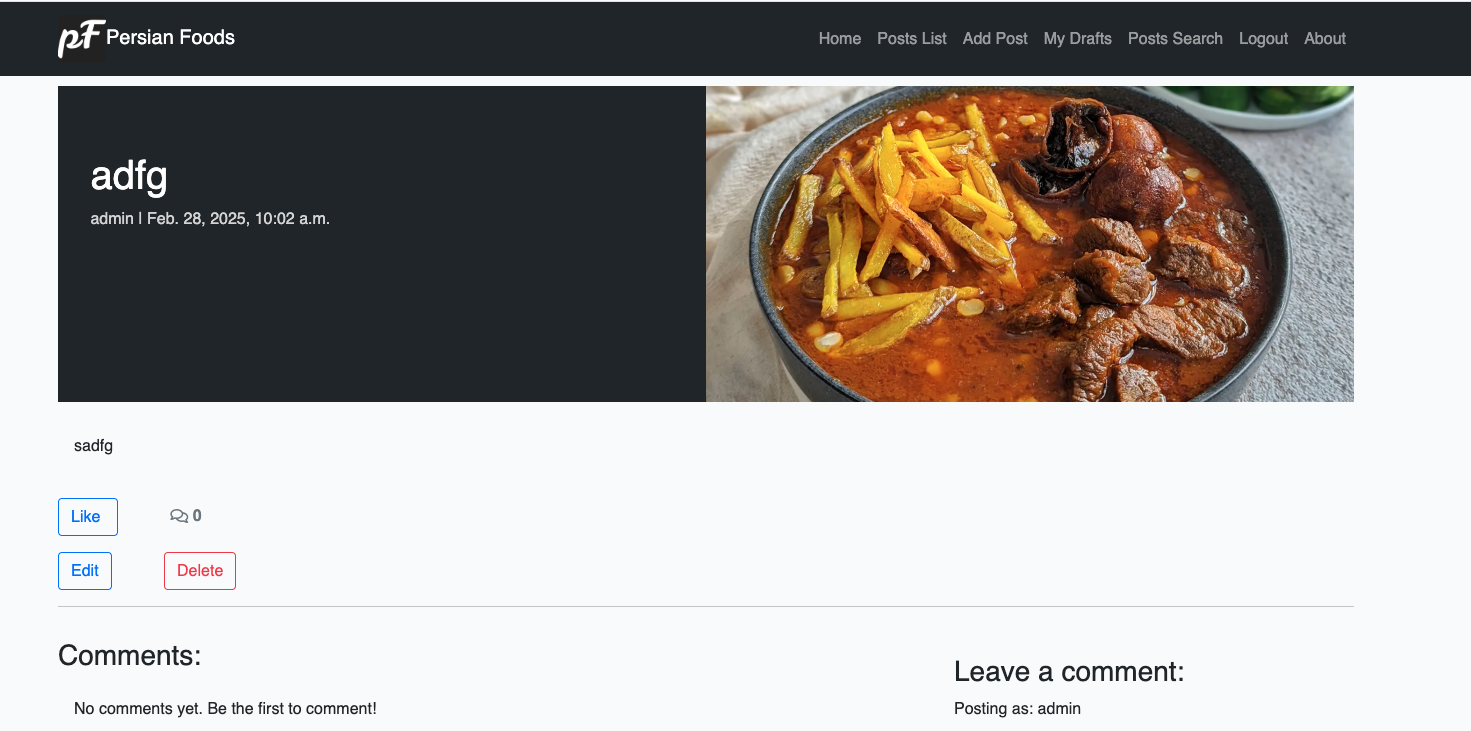 pF Persian Foods
Home Posts List Add Post My Drafts Posts Search Logout About
adfg
admin | Feb. 28, 2025, 10:02 a.m.
sadfg
Like 0
Edit Delete
Comments:
No comments yet. Be the first to comment!
Leave a comment:
Posting as: admin